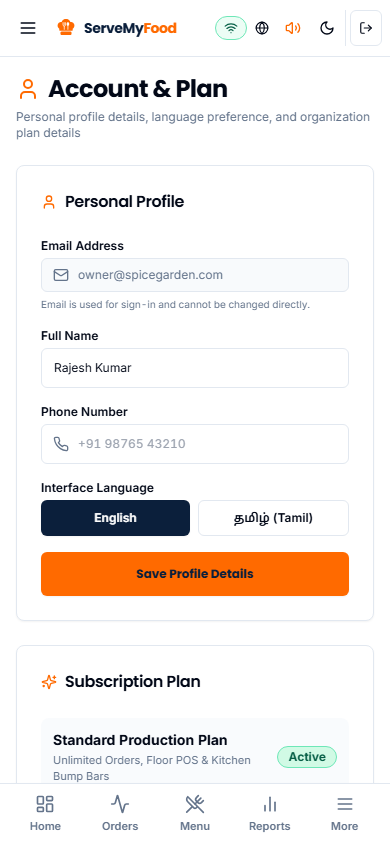 ServeMyFood
Account & Plan
Personal profile details, language preference, and organization
plan details
Personal Profile
Email Address
owner@spicegarden.com
Email is used for sign-in and cannot be changed directly.
Full Name
Rajesh Kumar
Phone Number
+91 98765 43210
Interface Language
English
தமிழ் (Tamil)
Save Profile Details
Subscription Plan
Standard Production Plan
Unlimited Orders, Floor POS & Kitchen
Bump Bars
Active
Home
Orders
Menu
Reports
More